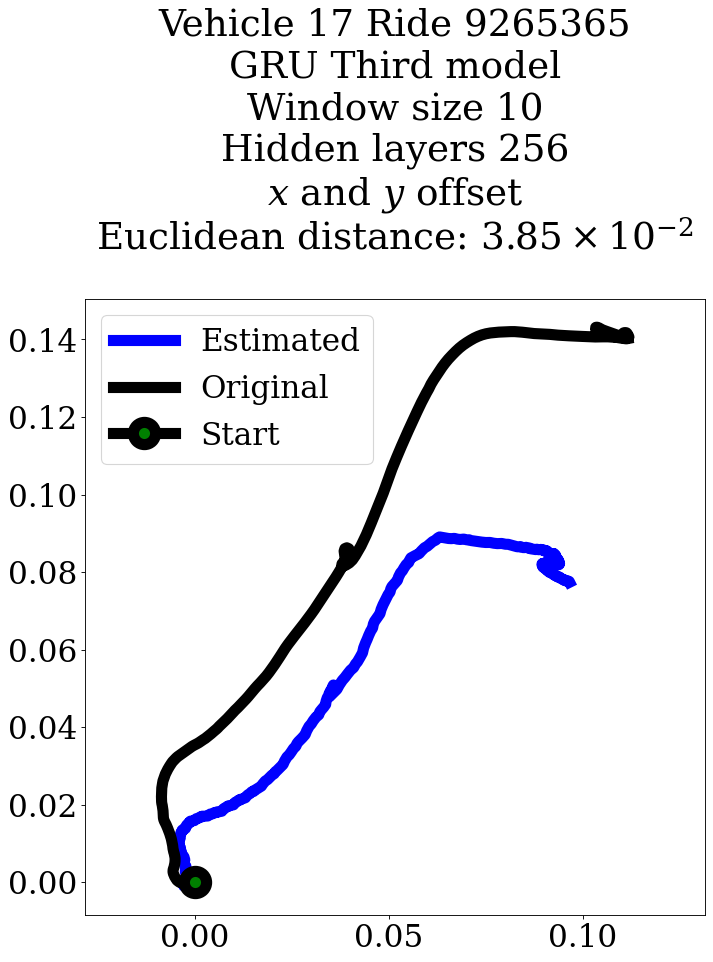 Vehicle 17 Ride 9265365
GRU Third model
Window size 10
Hidden layers 256
x and y offset
Euclidean distance: 3.85 × 10⁻²
Estimated
Original
Start
0.14
0.12
0.10
0.08
0.06
0.04
0.02
0.00
0.00 0.05 0.10